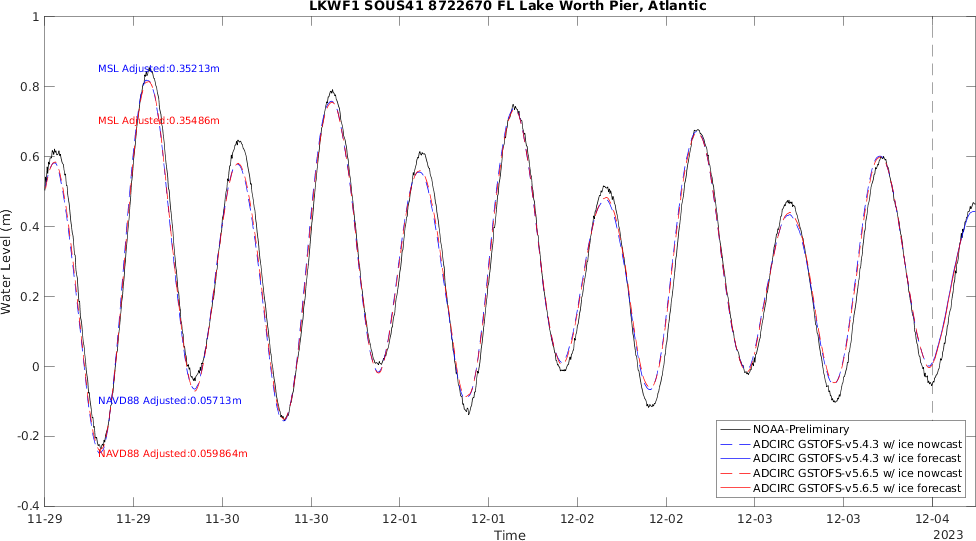 LKWF1 SOUS41 8722670 FL Lake Worth Pier, Atlantic
1
0.8
0.6
0.4
0.2
0
-0.2
-0.4
Water Level (m)
MSL Adjusted:0.35213m
MSL Adjusted:0.35486m
NAVD88 Adjusted:0.05713m
NAVD88 Adjusted:0.059864m
NOAA-Preliminary
ADCIRC GSTOFS-v5.4.3 w/ ice nowcast
ADCIRC GSTOFS-v5.4.3 w/ ice forecast
ADCIRC GSTOFS-v5.6.5 w/ ice nowcast
ADCIRC GSTOFS-v5.6.5 w/ ice forecast
11-29 11-29 11-30 11-30 12-01 12-01 12-02 12-02 12-03 12-03 12-04
Time 2023